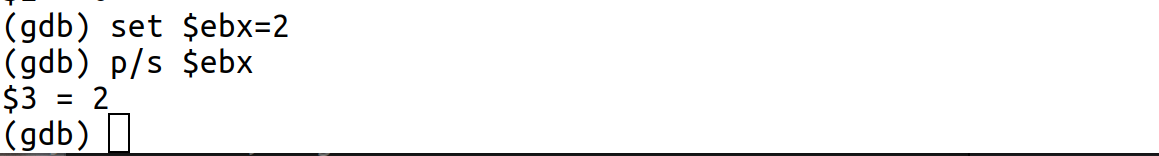 (gdb) set $ebx=2
(gdb) p/s $ebx
$3 = 2
(gdb)